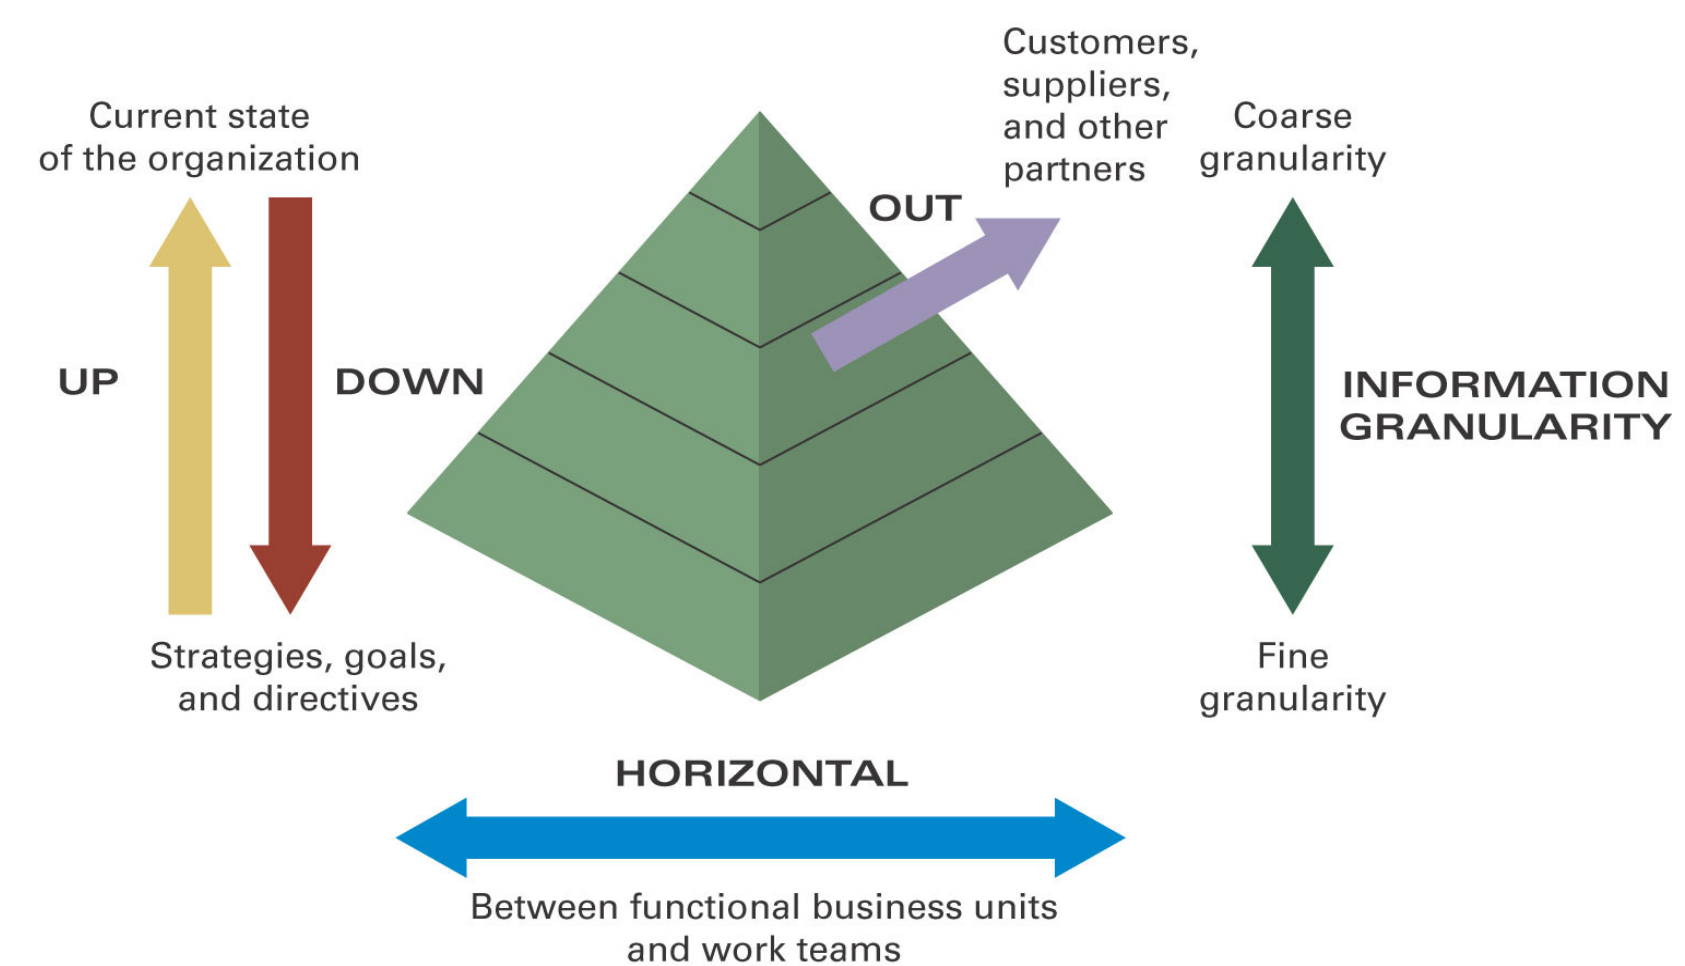 Customers,
suppliers,
and other
partners
Current state
of the organization
Coarse
granularity
OUT
UP
DOWN
INFORMATION
GRANULARITY
Strategies, goals,
and directives
Fine
granularity
HORIZONTAL
Between functional business units
and work teams